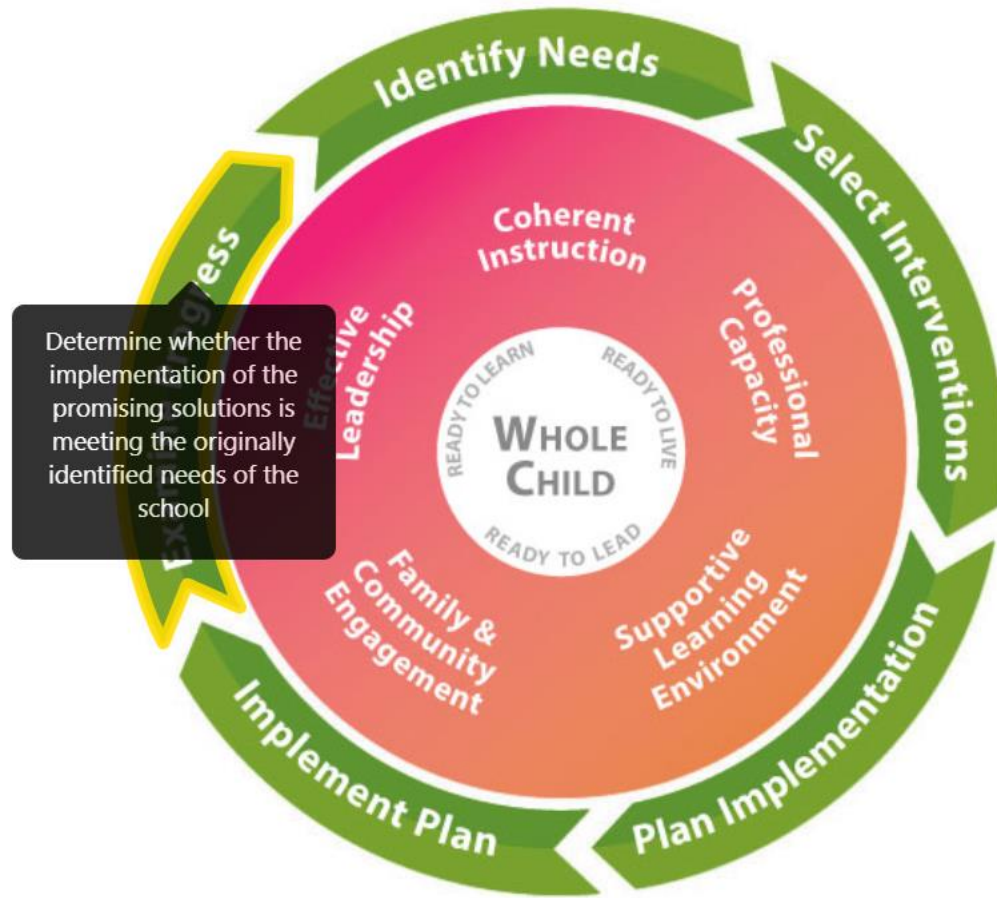 Identify Needs
Select Interventions
Plan Implementation
Implement Plan
Examine Progress
Coherent
Instruction
Professional
Capacity
Supportive
Learning
Environment
Family &
Community
Engagement
Effective
Leadership
READY TO LEARN
READY TO LIVE
READY TO LEAD
WHOLE
CHILD
Determine whether the
implementation of the
promising solutions is
meeting the originally
identified needs of the
school